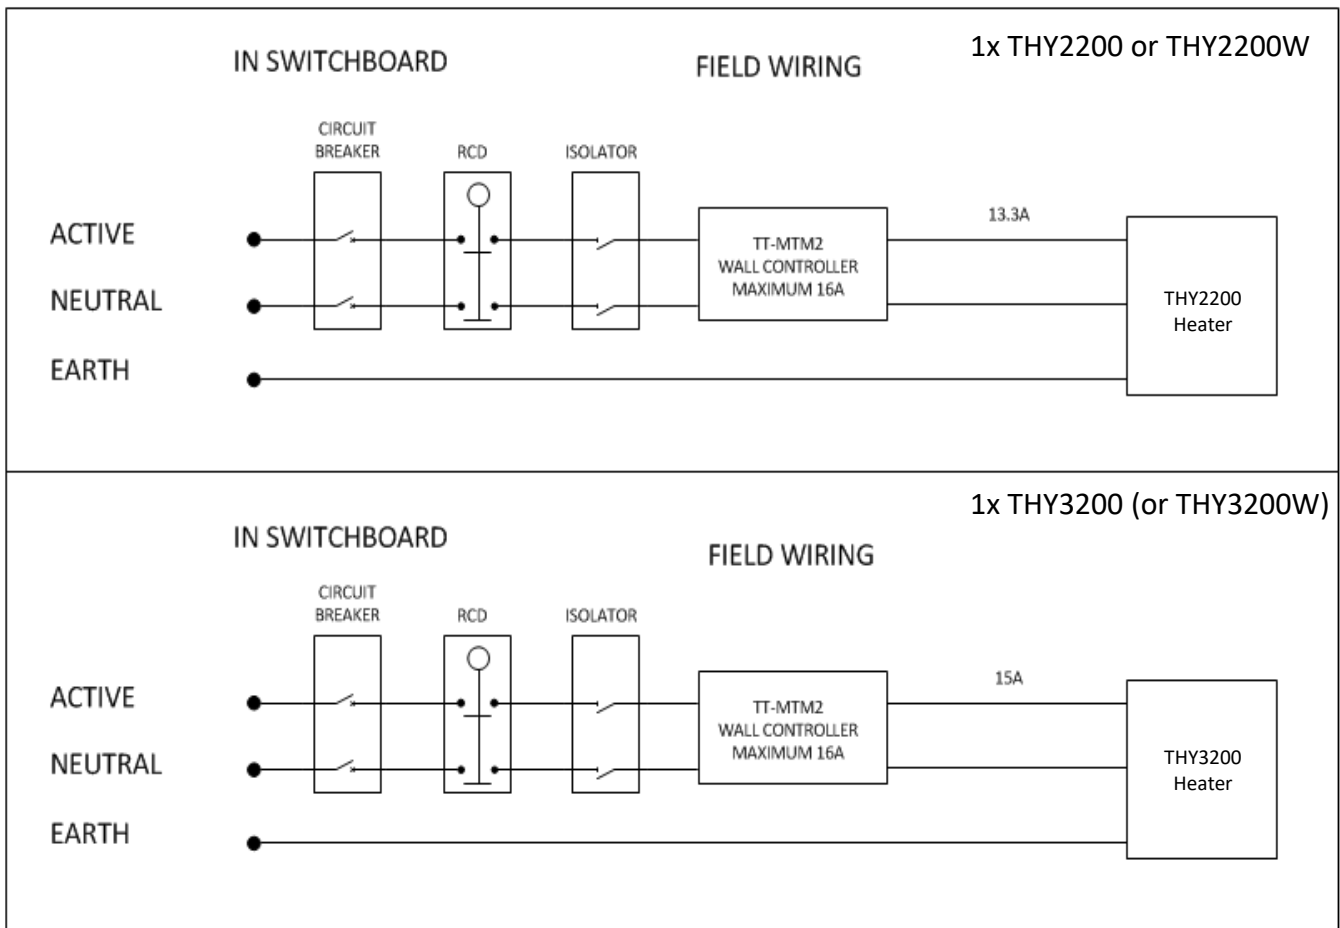 1x THY2200 or THY2200W
IN SWITCHBOARD
FIELD WIRING
CIRCUIT
BREAKER
RCD
ISOLATOR
ACTIVE
NEUTRAL
EARTH
TT-MTM2
WALL CONTROLLER
MAXIMUM 16A
13.3A
THY2200
Heater
1x THY3200 (or THY3200W)
IN SWITCHBOARD
FIELD WIRING
CIRCUIT
BREAKER
RCD
ISOLATOR
ACTIVE
NEUTRAL
EARTH
TT-MTM2
WALL CONTROLLER
MAXIMUM 16A
15A
THY3200
Heater